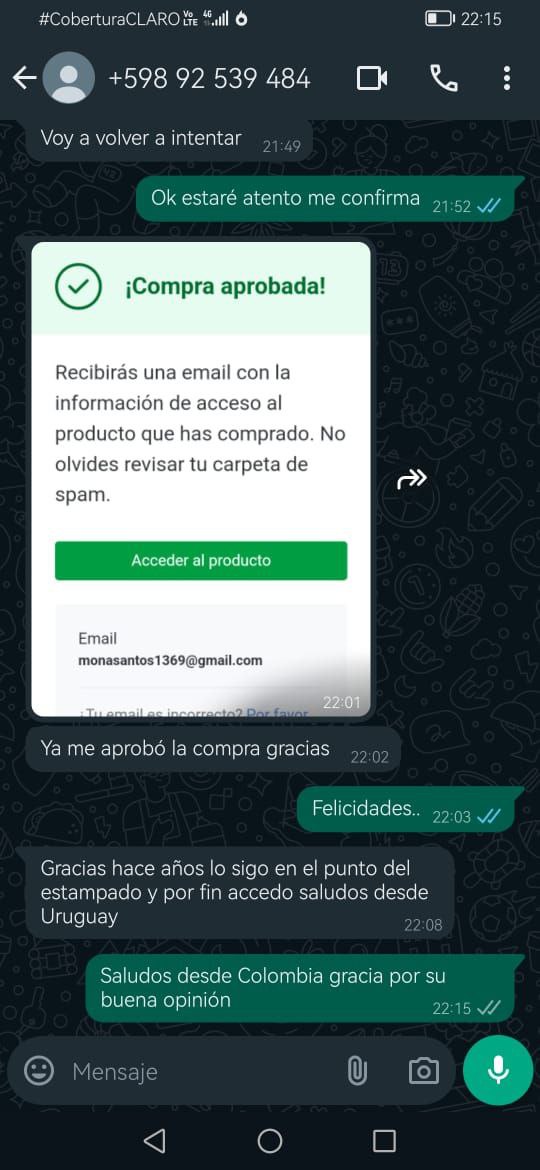 #CoberturaCLARO Vo LTE 4G 22:15
+598 92 539 484
Voy a volver a intentar 21:49
Ok estaré atento me confirma 21:52
¡Compra aprobada!
Recibirás una email con la
información de acceso al
producto que has comprado. No
olvides revisar tu carpeta de
spam.
Acceder al producto
Email
monasantos1369@gmail.com
¿Tu email es incorrecto? Por favor
22:01
Ya me aprobó la compra gracias 22:02
Felicidades.. 22:03
Gracias hace años lo sigo en el punto del
estampado y por fin accedo saludos desde
Uruguay 22:08
Saludos desde Colombia gracia por su
buena opinión 22:15
Mensaje